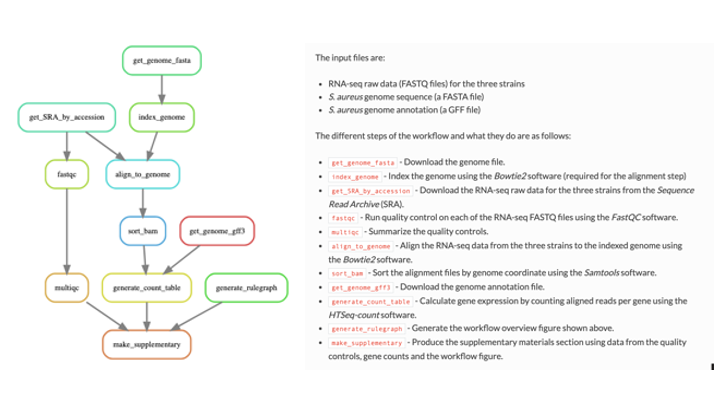 get_genome_fasta
get_SRA_by_accession
index_genome
fastqc
align_to_genome
sort_bam
get_genome_gff3
multiqc
generate_count_table
generate_rulegraph
make_supplementary
The input files are:
• RNA-seq raw data (FASTQ files) for the three strains
• S. aureus genome sequence (a FASTA file)
• S. aureus genome annotation (a GFF file)
The different steps of the workflow and what they do are as follows:
• get_genome_fasta - Download the genome file.
• index_genome - Index the genome using the Bowtie2 software (required for the alignment step)
• get_SRA_by_accession - Download the RNA-seq raw data for the three strains from the Sequence
Read Archive (SRA).
• fastqc - Run quality control on each of the RNA-seq FASTQ files using the FastQC software.
• multiqc - Summarize the quality controls.
• align_to_genome - Align the RNA-seq data from the three strains to the indexed genome using
the Bowtie2 software.
• sort_bam - Sort the alignment files by genome coordinate using the Samtools software.
• get_genome_gff3 - Download the genome annotation file.
• generate_count_table - Calculate gene expression by counting aligned reads per gene using the
HTSeq-count software.
• generate_rulegraph - Generate the workflow overview figure shown above.
• make_supplementary - Produce the supplementary materials section using data from the quality
controls, gene counts and the workflow figure.